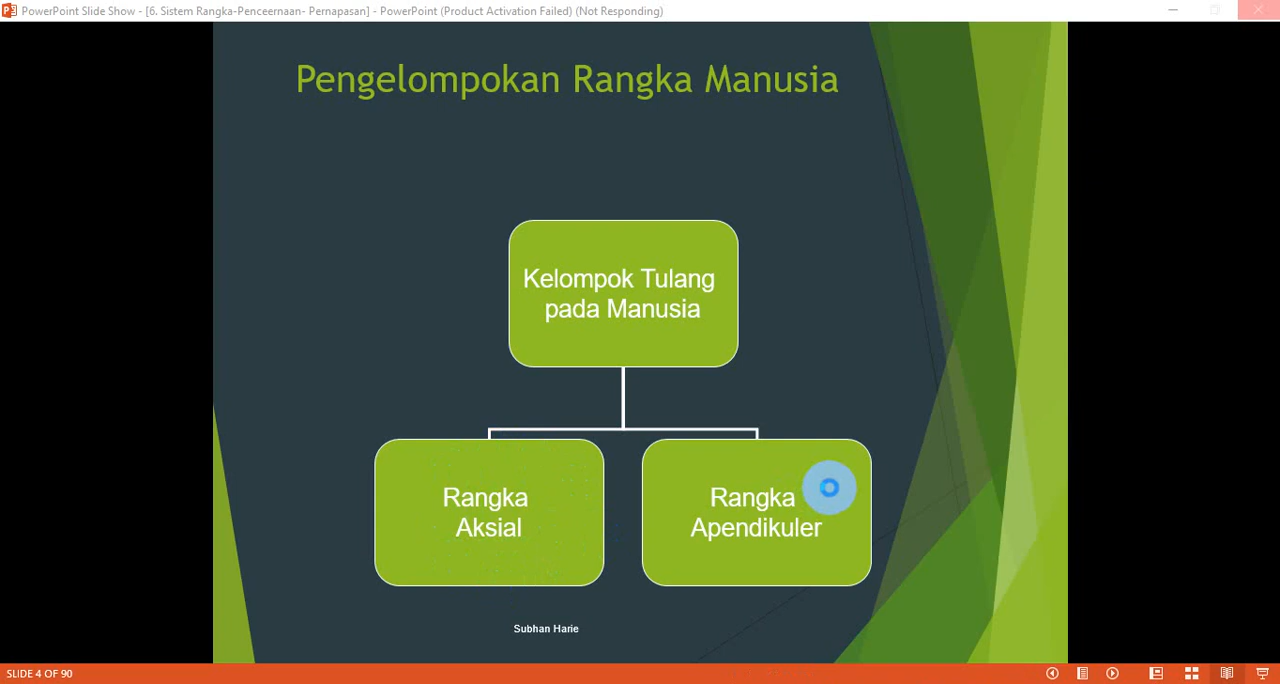 PowerPoint Slide Show - [6. Sistem Rangka-Penceernaan- Pernapasan] - PowerPoint (Product Activation Failed) (Not Responding)
Pengelompokan Rangka Manusia
Kelompok Tulang
pada Manusia
Rangka
Aksial
Rangka
Apendikuler
Subhan Harie
SLIDE 4 OF 90